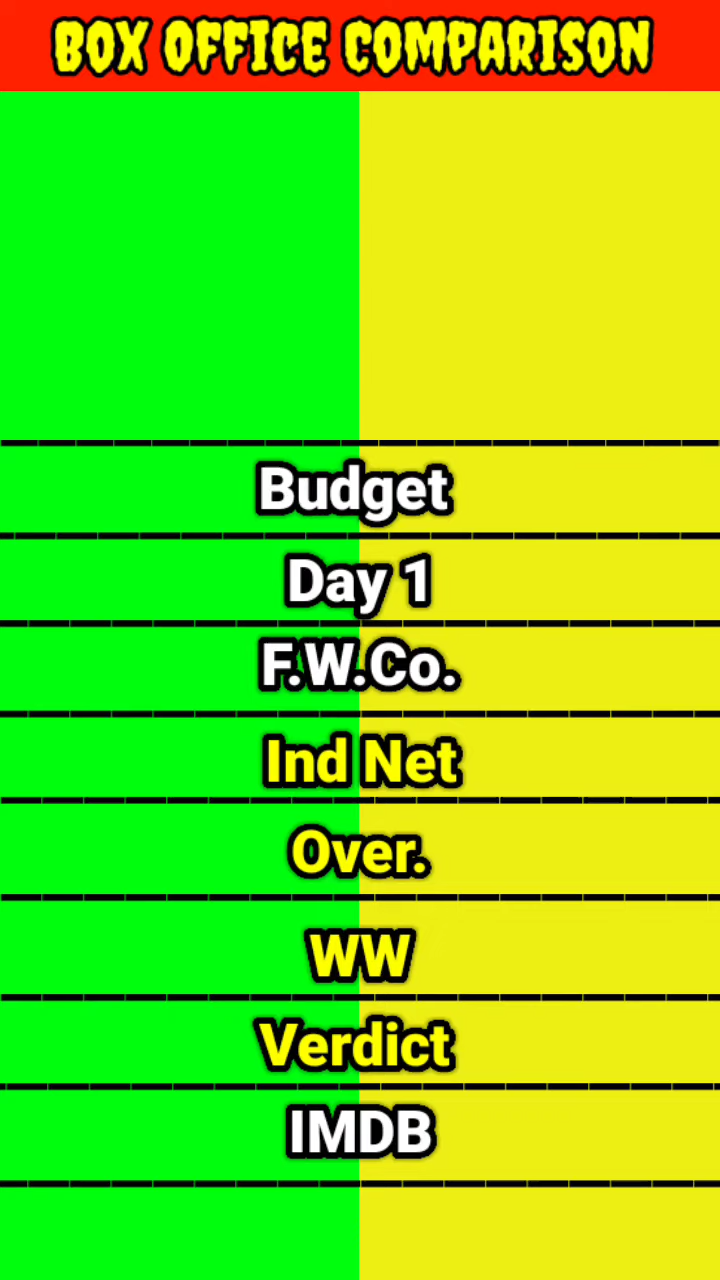 BOX OFFICE COMPARISON
Budget
Day 1
F.W.Co.
Ind Net
Over.
WW
Verdict
IMDB